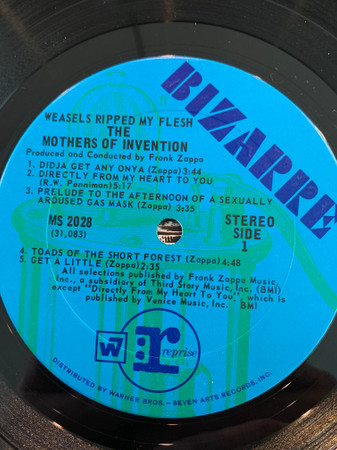 BIZARRE
WEASELS RIPPED MY FLESH
THE
MOTHERS OF INVENTION
Produced and Conducted by Frank Zappa
1. DIDJA GET ANY ONYA (Zappa) 3:44
2. DIRECTLY FROM MY HEART TO YOU
(R.W. Penniman) 5:17
3. PRELUDE TO THE AFTERNOON OF A SEXUALLY
AROUSED GAS MASK (Zappa) 3:35
MS 2028
(31,083)
STEREO
SIDE
1
4. TOADS OF THE SHORT FOREST (Zappa) 4:48
5. GET A LITTLE (Zappa) 2:35
All selections published by Frank Zappa Music,
Inc., a subsidiary of Third Story Music, Inc. (BMI)
except "Directly From My Heart To You", which is
published by Venice Music, Inc. BMI
W7
r
reprise
DISTRIBUTED BY WARNER BROS. – SEVEN ARTS RECORDS, INC.